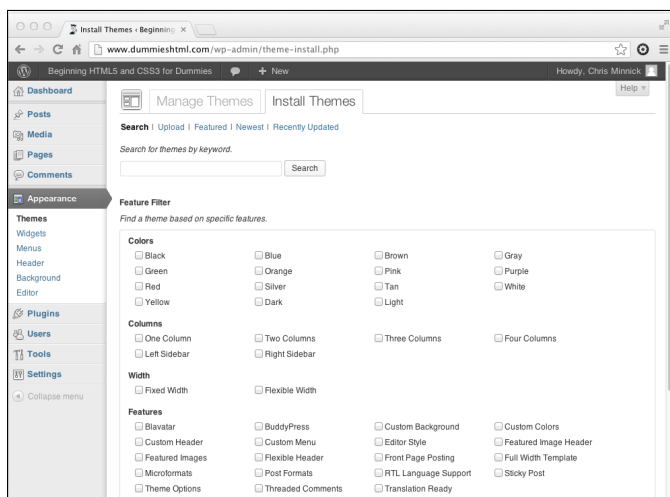 Install Themes ‹ Beginning
www.dummieshtml.com/wp-admin/theme-install.php
Beginning HTML5 and CSS3 for Dummies + New Howdy, Chris Minnick
Help
Dashboard
Posts
Media
Pages
Comments
Appearance
Themes
Widgets
Menus
Header
Background
Editor
Plugins
Users
Tools
Settings
Collapse menu
Manage Themes Install Themes
Search | Upload | Featured | Newest | Recently Updated
Search for themes by keyword.
Search
Feature Filter
Find a theme based on specific features.
Colors
Black Blue Brown Gray
Green Orange Pink Purple
Red Silver Tan White
Yellow Dark Light
Columns
One Column Two Columns Three Columns Four Columns
Left Sidebar Right Sidebar
Width
Fixed Width Flexible Width
Features
Blavatar BuddyPress Custom Background Custom Colors
Custom Header Custom Menu Editor Style Featured Image Header
Featured Images Flexible Header Front Page Posting Full Width Template
Microformats Post Formats RTL Language Support Sticky Post
Theme Options Threaded Comments Translation Ready